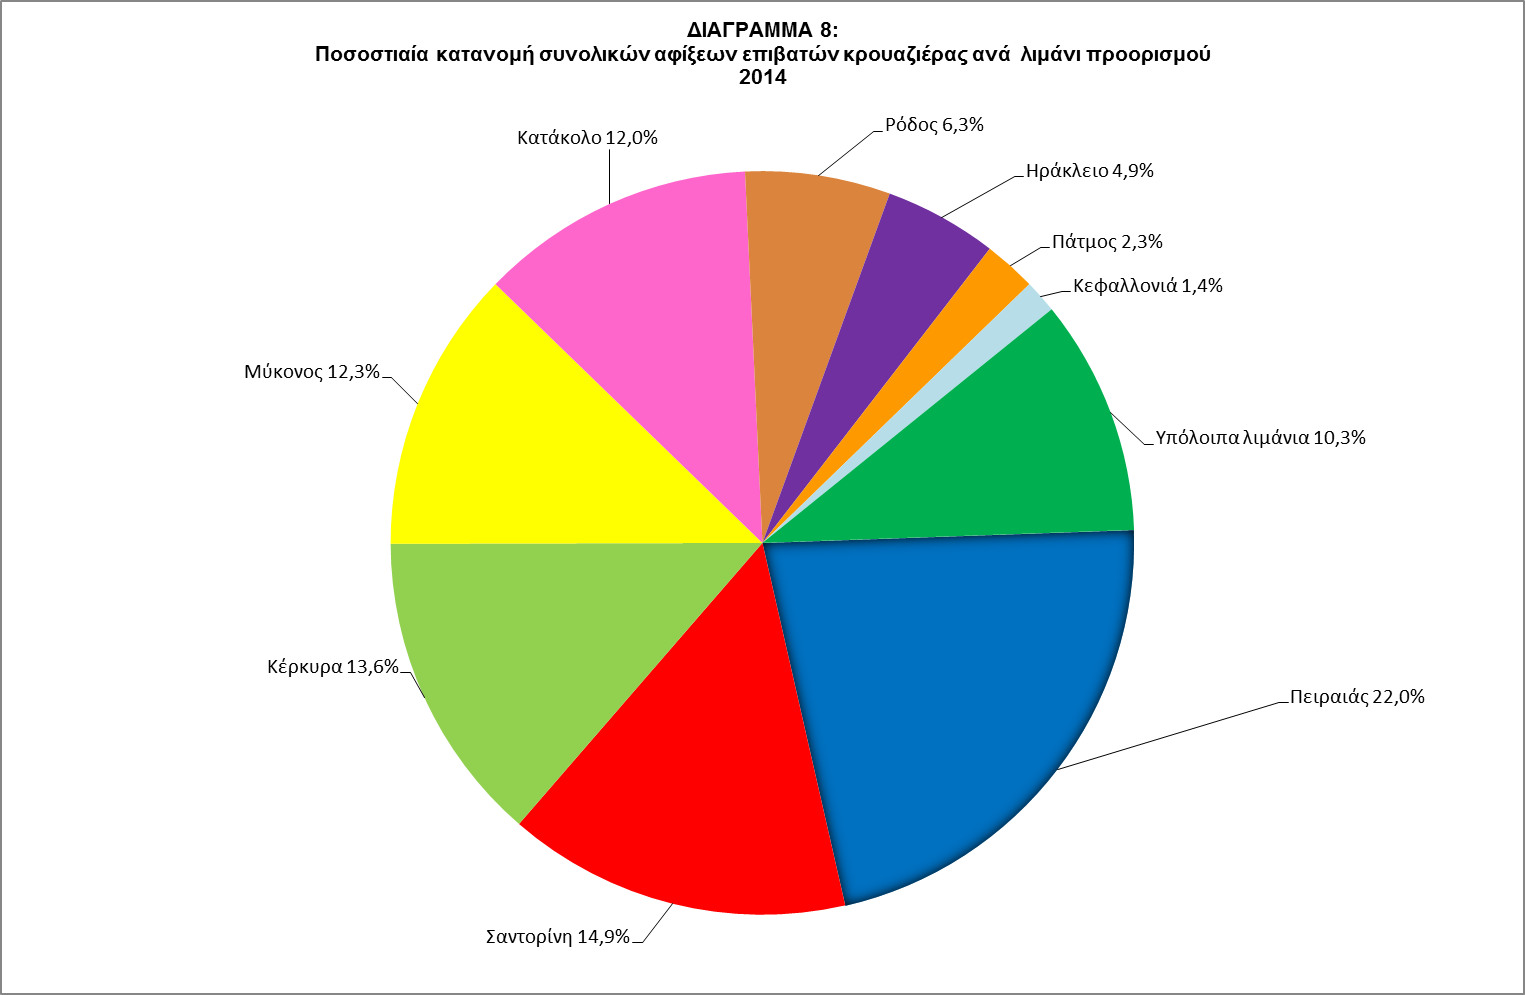 ΔΙΑΓΡΑΜΜΑ 8:
Ποσοστιαία κατανομή συνολικών αφίξεων επιβατών κρουαζιέρας ανά λιμάνι προορισμού
2014
Ρόδος 6,3%
Κατάκολο 12,0%
Ηράκλειο 4,9%
Πάτμος 2,3%
Κεφαλλονιά 1,4%
Μύκονος 12,3%
Υπόλοιπα λιμάνια 10,3%
Κέρκυρα 13,6%
Πειραιάς 22,0%
Σαντορίνη 14,9%